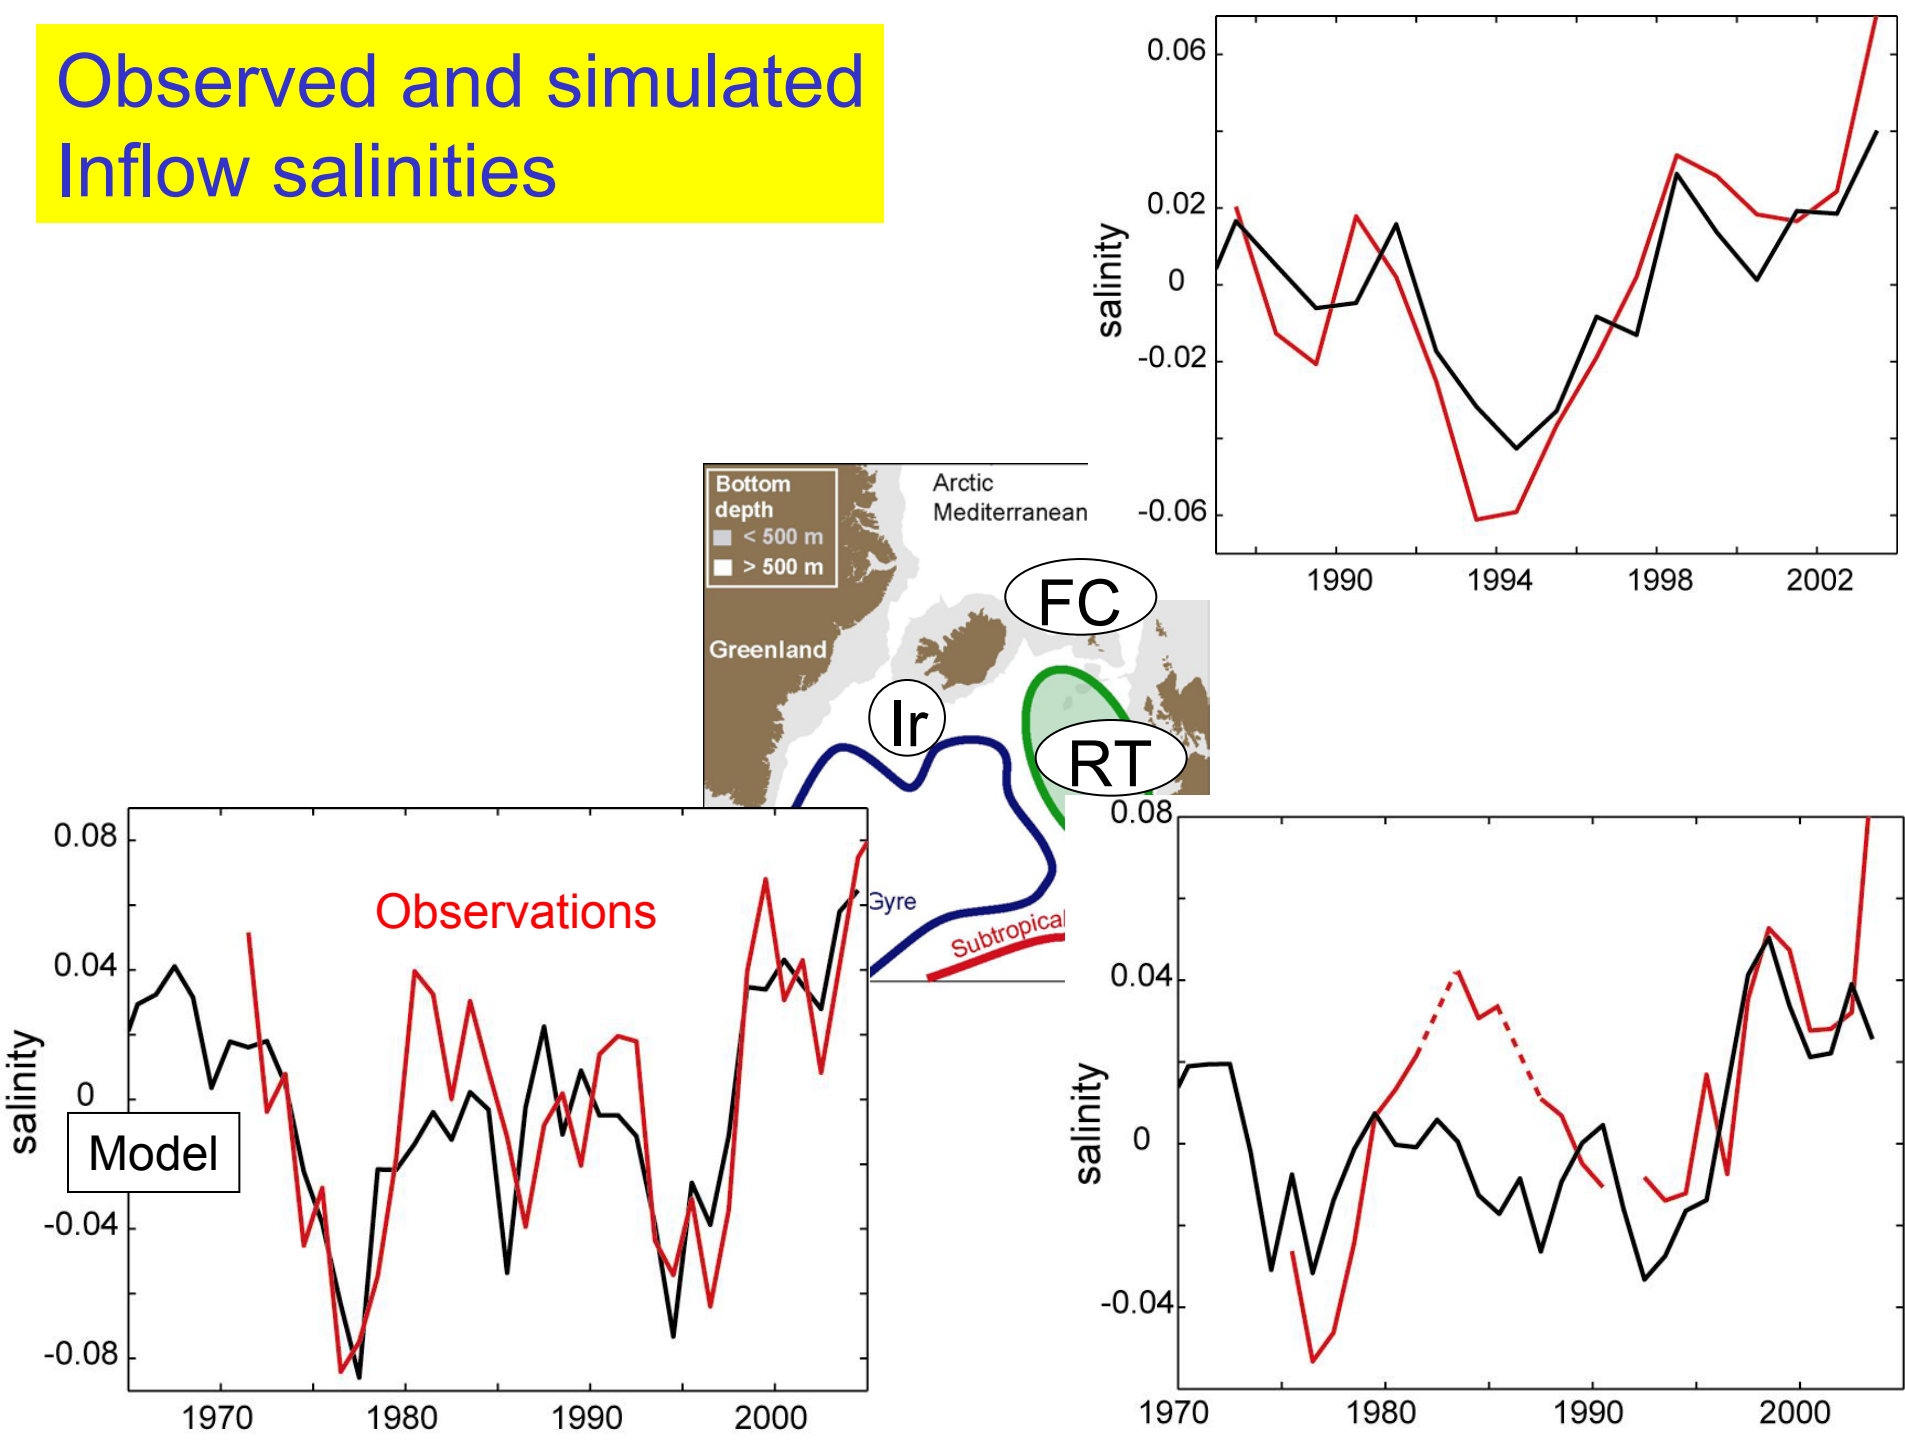 Observed and simulated
Inflow salinities
0.06
0.02
0
-0.02
-0.06
salinity
1990
1994
1998
2002
Bottom
depth
< 500 m
> 500 m
Arctic
Mediterranean
Greenland
FC
Ir
RT
Gyre
Subtropica
0.08
0.04
0
-0.04
-0.08
salinity
Observations
Model
1970
1980
1990
2000
0.08
0.04
0
-0.04
salinity
1970
1980
1990
2000